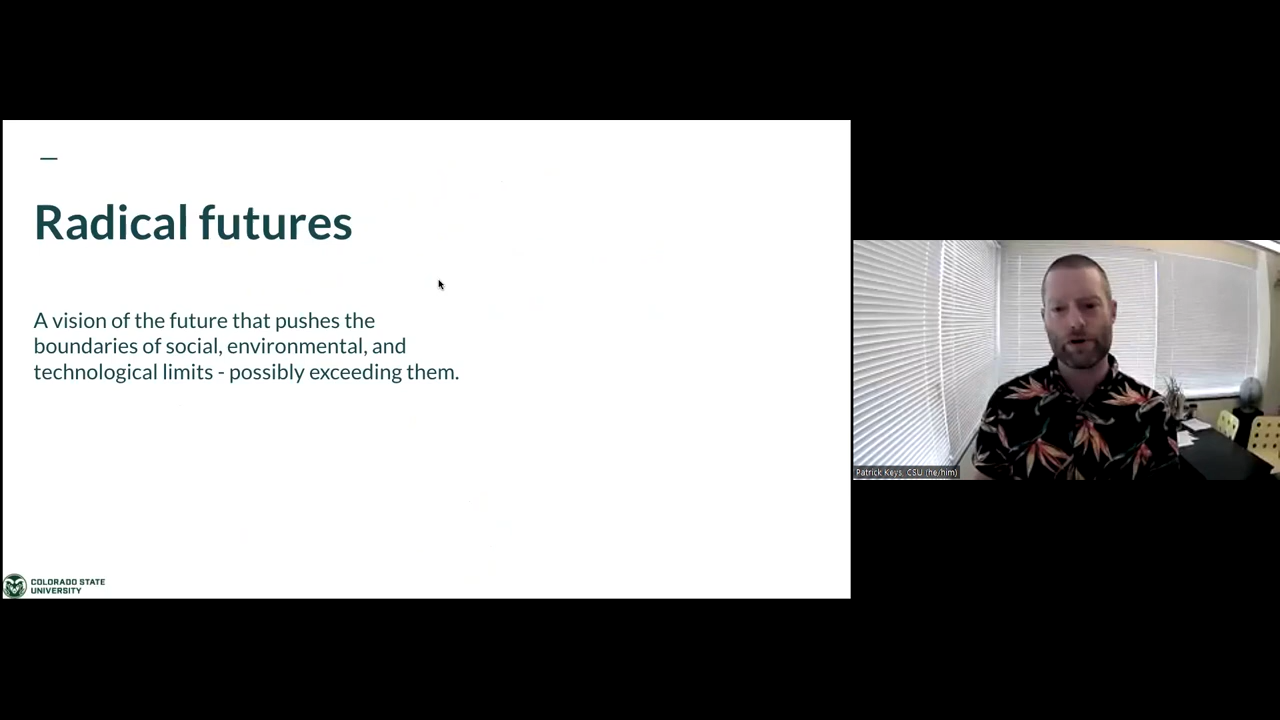 Radical futures
A vision of the future that pushes the
boundaries of social, environmental, and
technological limits - possibly exceeding them.
COLORADO STATE
UNIVERSITY
Patrick Keys, CSU (he/him)